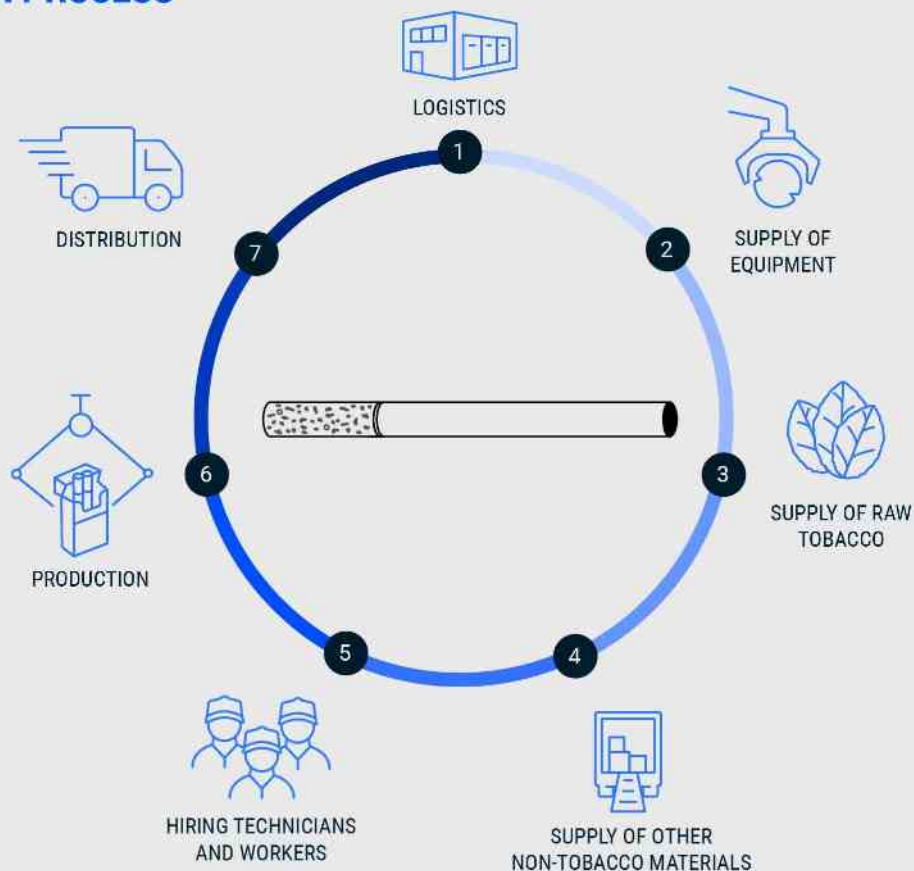 PROCESS
1
LOGISTICS
2
SUPPLY OF
EQUIPMENT
3
SUPPLY OF RAW
TOBACCO
4
SUPPLY OF OTHER
NON-TOBACCO MATERIALS
5
HIRING TECHNICIANS
AND WORKERS
6
PRODUCTION
7
DISTRIBUTION